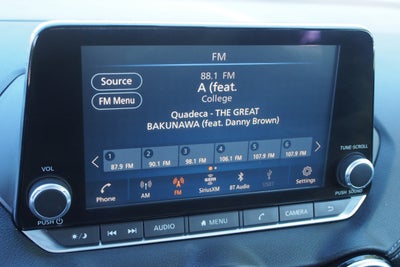 FM
Source
88.1 FM
A (feat.
FM Menu
College
Quadeca - THE GREAT
BAKUNAWA (feat. Danny Brown)
1 2 3 4 5 6
87.9 FM 90.1 FM 98.1 FM 106.1 FM 107.9 FM 107.9 FM
Phone AM FM SiriusXM BT Audio USB Settings
VOL
TUNE·SCROLL
PUSH
PUSH SOUND
AUDIO MENU CAMERA